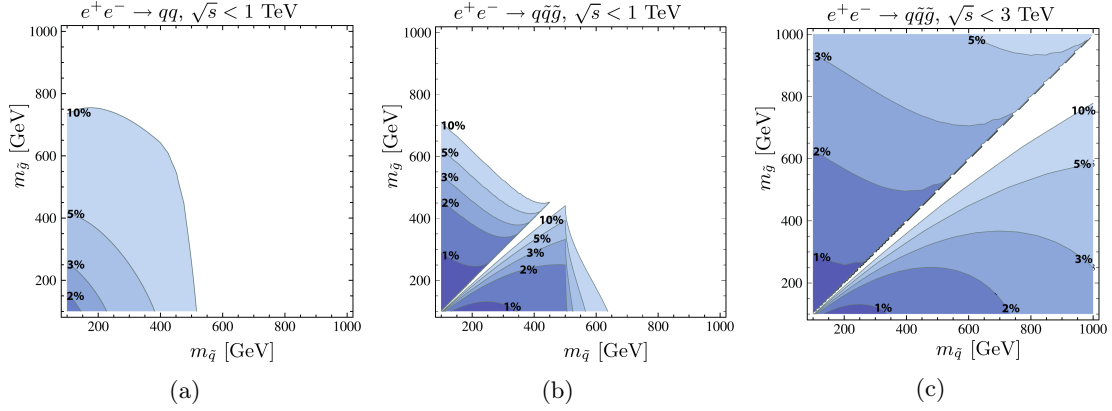 e⁺e⁻ → qq, √s < 1 TeV
1000
800
600
400
200
200 400 600 800 1000
m_g̃ [GeV]
m_q̃ [GeV]
10%
5%
3%
2%
(a)
e⁺e⁻ → qq̃g̃, √s < 1 TeV
1000
800
600
400
200
200 400 600 800 1000
m_g̃ [GeV]
m_q̃ [GeV]
10%
5%
3%
2%
1%
10%
5%
3%
2%
1%
(b)
e⁺e⁻ → qq̃g̃, √s < 3 TeV
1000
800
600
400
200
200 400 600 800 1000
m_g̃ [GeV]
m_q̃ [GeV]
5%
3%
2%
1%
10%
5%
3%
2%
1%
(c)